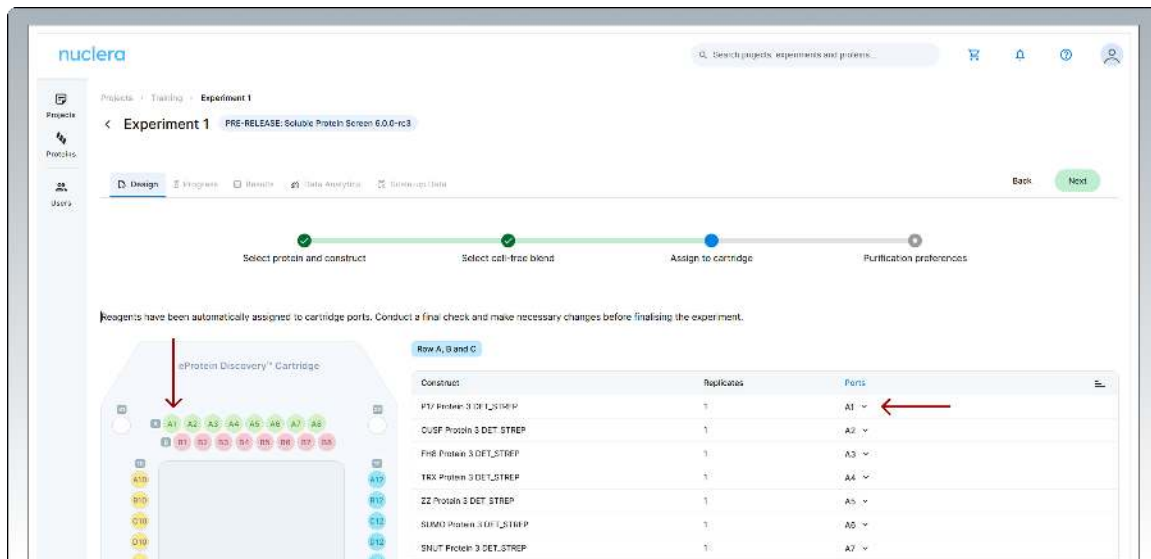 nuclera
Search projects, experiments and proteins...
Projects
Proteins
Users
Projects Training Experiment 1
Experiment 1 PRE-RELEASE: Soluble Protein Screen 6.0.0-rc3
Design Progress Results Data Analytics
Back Next
Select protein and construct Select cell-free blend Assign to cartridge Purification preferences
Reagents have been automatically assigned to cartridge ports. Conduct a final check and make necessary changes before finalising the experiment.
eProtein Discovery™ Cartridge
A A1 A2 A3 A4 A5 A6 A7 A8
B B1 B2 B3 B4 B5 B6 B7 B8
A10 A12
B10 B12
C10 C12
D10 D12
Row A, B and C
Construct Replicates Ports
P17 Protein 3 DET_STREP 1 A1
CUSF Protein 3 DET_STREP 1 A2
FH8 Protein 3 DET_STREP 1 A3
TRX Protein 3 DET_STREP 1 A4
ZZ Protein 3 DET_STREP 1 A5
SUMO Protein 3 DET_STREP 1 A6
SNUT Protein 3 DET_STREP 1 A7